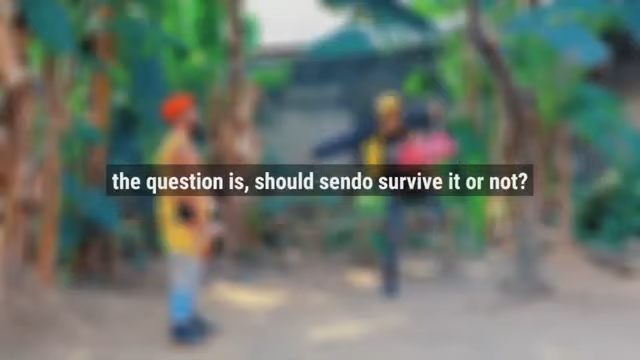 the question is, should sendo survive it or not?